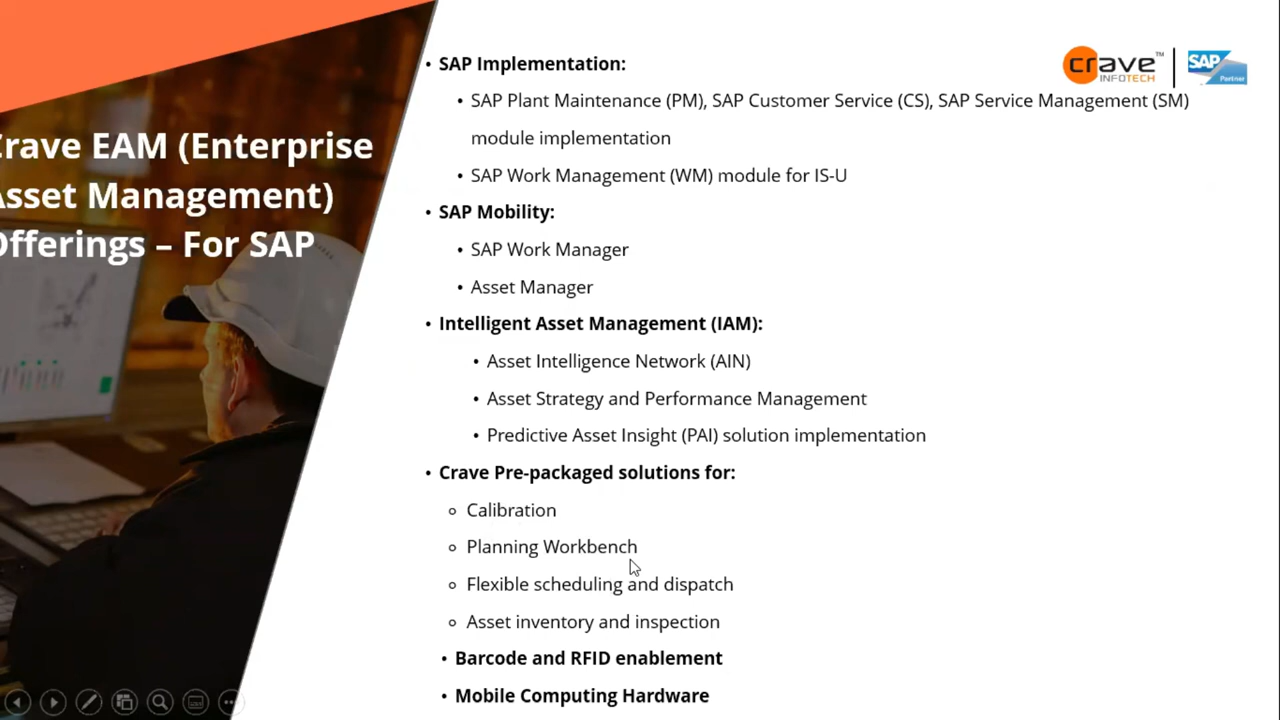 Crave EAM (Enterprise
Asset Management)
Offerings – For SAP
• SAP Implementation:
• SAP Plant Maintenance (PM), SAP Customer Service (CS), SAP Service Management (SM)
module implementation
• SAP Work Management (WM) module for IS-U
• SAP Mobility:
• SAP Work Manager
• Asset Manager
• Intelligent Asset Management (IAM):
• Asset Intelligence Network (AIN)
• Asset Strategy and Performance Management
• Predictive Asset Insight (PAI) solution implementation
• Crave Pre-packaged solutions for:
○ Calibration
○ Planning Workbench
○ Flexible scheduling and dispatch
○ Asset inventory and inspection
• Barcode and RFID enablement
• Mobile Computing Hardware
crave™
INFOTECH
SAP
Partner